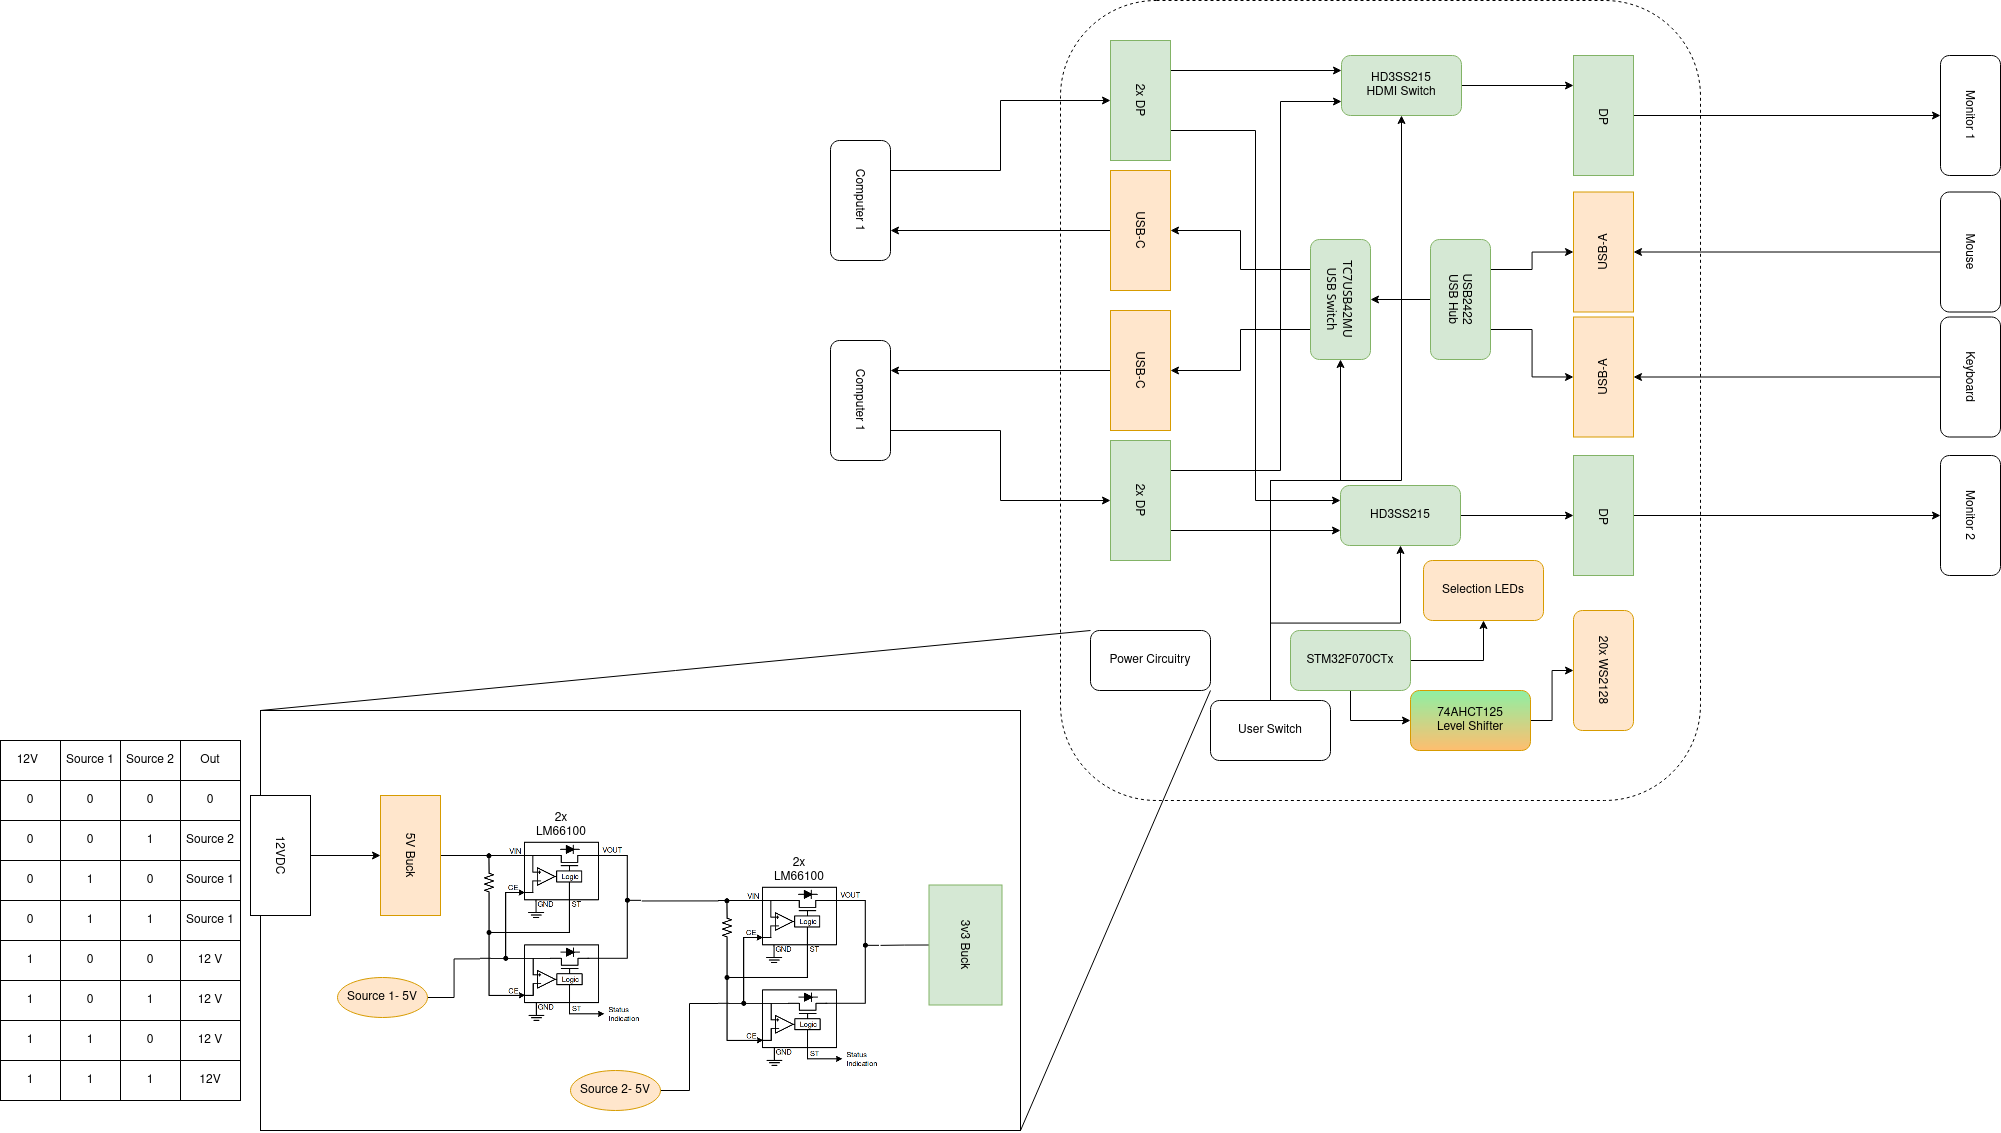 2x DP
HD3SS215
HDMI Switch
DP
Monitor 1
Computer 1
USB-C
TC7USB42MU
USB Switch
USB2422
USB Hub
USB-A
Mouse
USB-A
Keyboard
Computer 1
USB-C
2x DP
HD3SS215
DP
Monitor 2
Selection LEDs
Power Circuitry
STM32F070CTx
20x WS2128
User Switch
74AHCT125
Level Shifter
12V Source 1 Source 2 Out
0 0 0 0
0 0 1 Source 2
0 1 0 Source 1
0 1 1 Source 1
1 0 0 12 V
1 0 1 12 V
1 1 0 12 V
1 1 1 12V
12VDC
5V Buck
2x
LM66100
VIN
VOUT
Logic
CE
GND
ST
Logic
CE
GND
ST
Status
Indication
Source 1- 5V
2x
LM66100
VIN
VOUT
Logic
CE
GND
ST
Logic
CE
GND
ST
Status
Indication
Source 2- 5V
3v3 Buck